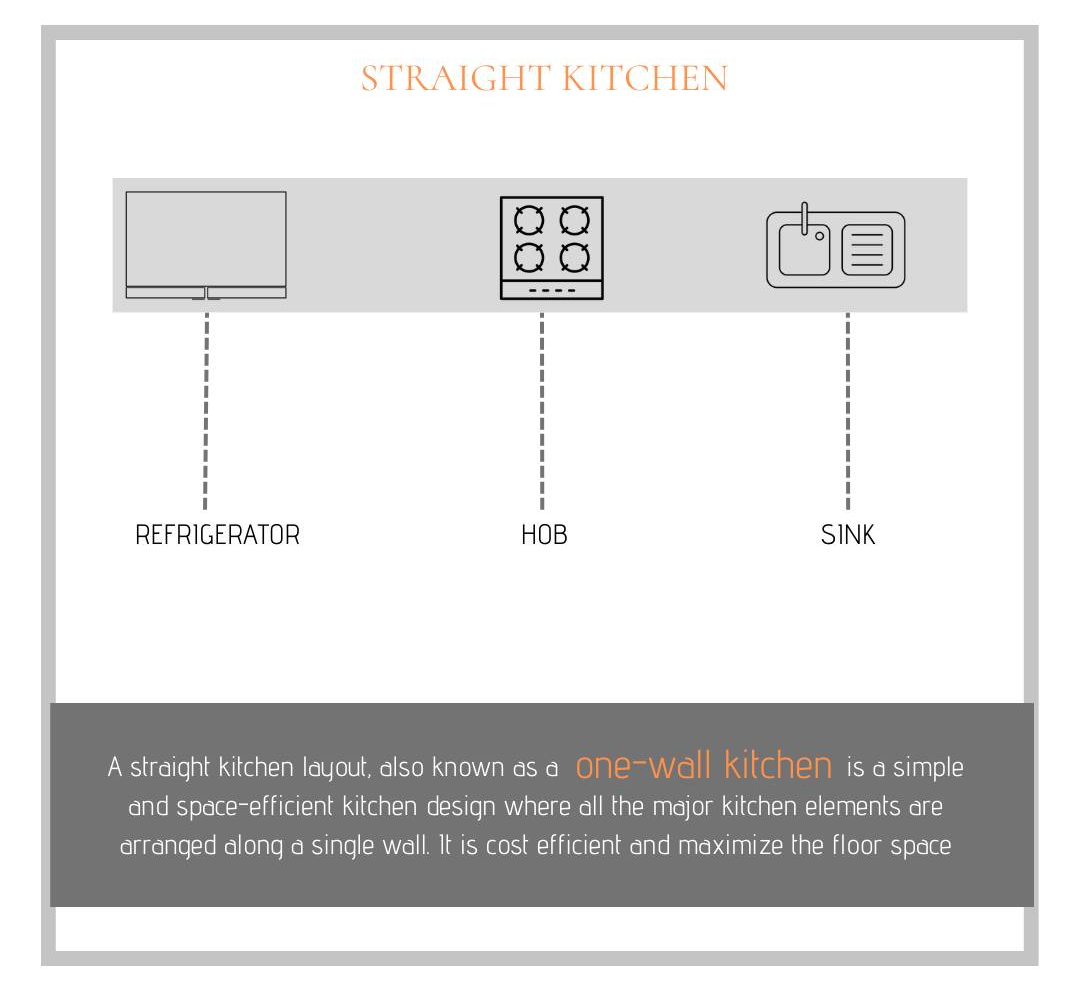 STRAIGHT KITCHEN
REFRIGERATOR HOB SINK
A straight kitchen layout, also known as a one-wall kitchen is a simple
and space-efficient kitchen design where all the major kitchen elements are
arranged along a single wall. It is cost efficient and maximize the floor space